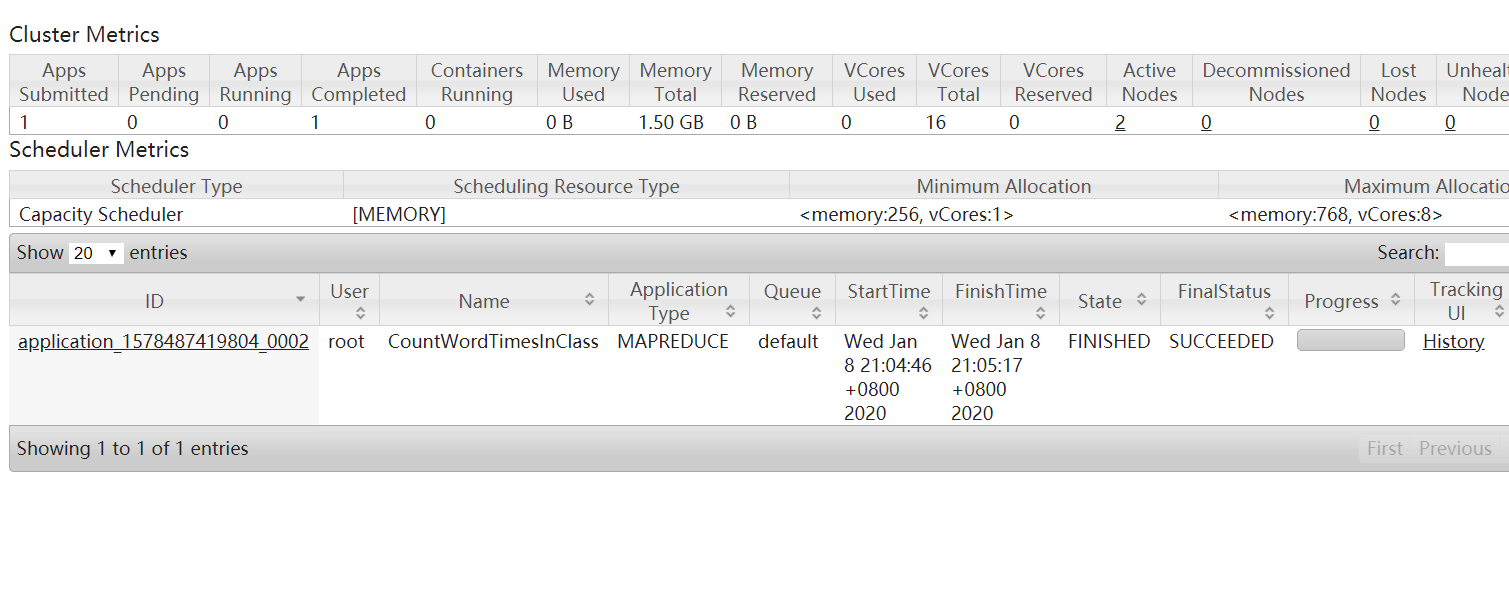 Cluster Metrics
Apps Submitted Apps Pending Apps Running Apps Completed Containers Running Memory Used Memory Total Memory Reserved VCores Used VCores Total VCores Reserved Active Nodes Decommissioned Nodes Lost Nodes Unhealt Node
1 0 0 1 0 0 B 1.50 GB 0 B 0 16 0 2 0 0 0
Scheduler Metrics
Scheduler Type Scheduling Resource Type Minimum Allocation Maximum Allocatio
Capacity Scheduler [MEMORY] <memory:256, vCores:1> <memory:768, vCores:8>
Show 20 entries Search:
ID User Name Application Type Queue StartTime FinishTime State FinalStatus Progress Tracking UI
application_1578487419804_0002 root CountWordTimesInClass MAPREDUCE default Wed Jan 8 21:04:46 +0800 2020 Wed Jan 8 21:05:17 +0800 2020 FINISHED SUCCEEDED History
Showing 1 to 1 of 1 entries First Previous